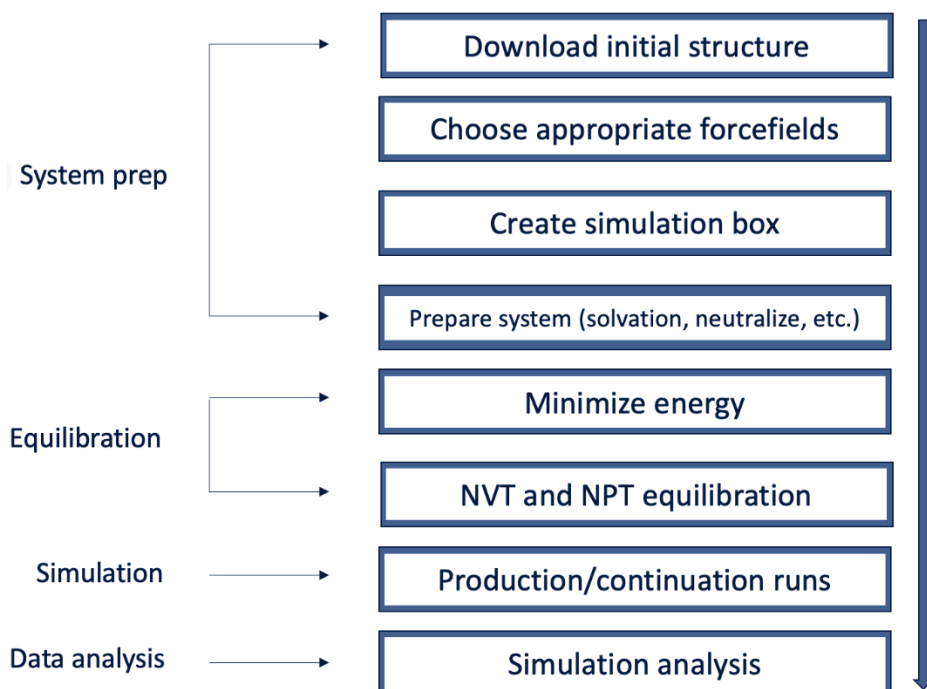 Download initial structure
Choose appropriate forcefields
System prep
Create simulation box
Prepare system (solvation, neutralize, etc.)
Minimize energy
Equilibration
NVT and NPT equilibration
Simulation
Production/continuation runs
Data analysis
Simulation analysis